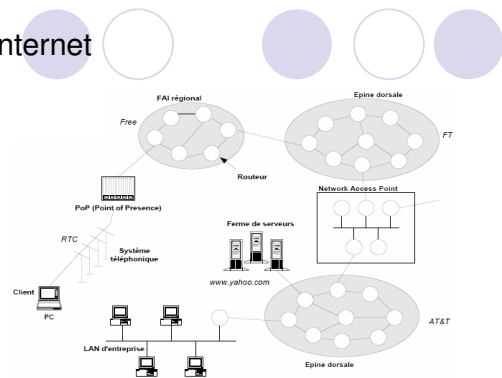 nternet
Epine dorsale
FAI régional
Free
FT
Routeur
Network Access Point
PoP (Point of Presence)
Ferme de serveurs
RTC
Système
téléphonique
www.yahoo.com
Client
PC
AT&T
LAN d'entreprise
Epine dorsale